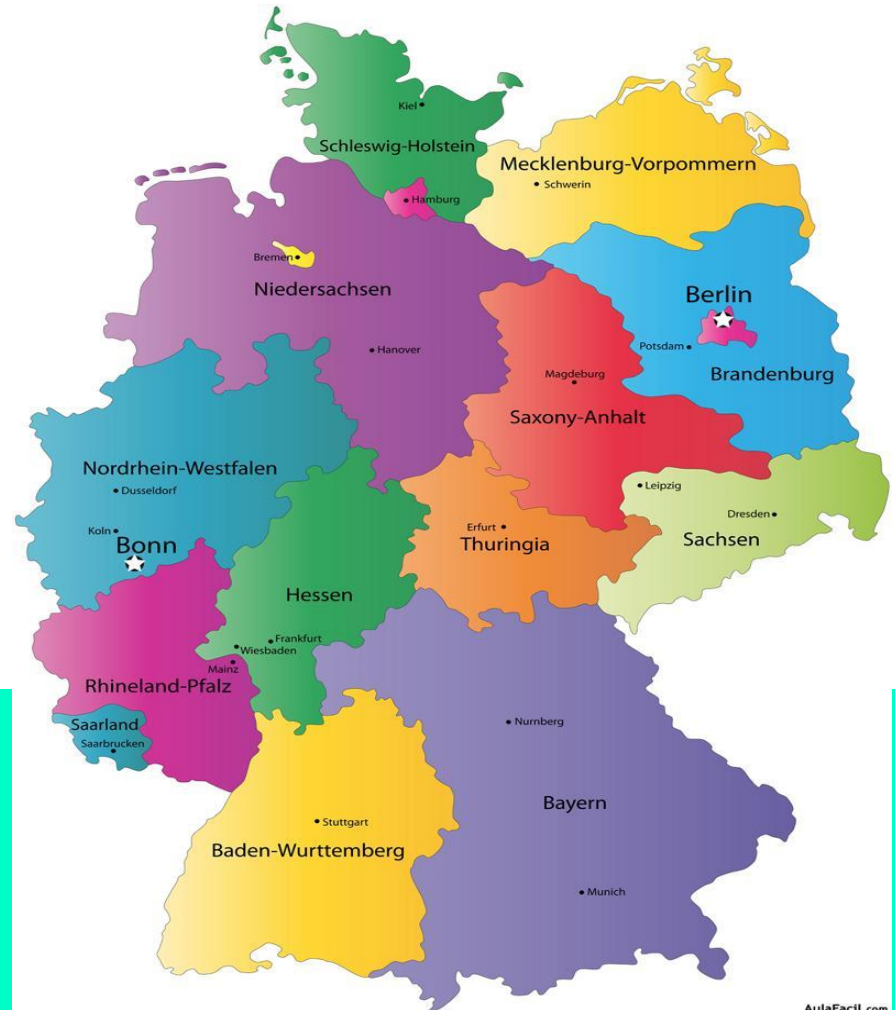 Kiel
Schleswig-Holstein
Mecklenburg-Vorpommern
Schwerin
Hamburg
Bremen
Niedersachsen
Berlin
Hanover
Potsdam
Magdeburg
Brandenburg
Saxony-Anhalt
Nordrhein-Westfalen
Dusseldorf
Leipzig
Dresden
Koln
Erfurt
Bonn
Thuringia
Sachsen
Hessen
Frankfurt
Wiesbaden
Mainz
Rhineland-Pfalz
Saarland
Nurnberg
Saarbrucken
Bayern
Stuttgart
Baden-Wurttemberg
Munich
AulaFacil.com